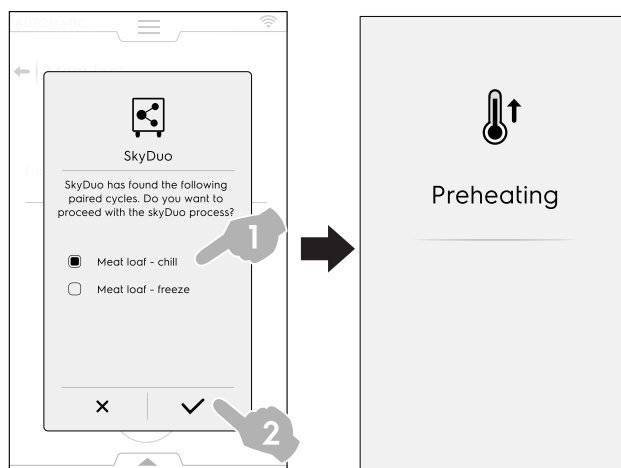 AUTOMATIC
SkyDuo
SkyDuo has found the following
paired cycles. Do you want to
proceed with the skyDuo process?
1
Meat loaf - chill
Meat loaf - freeze
2
Preheating